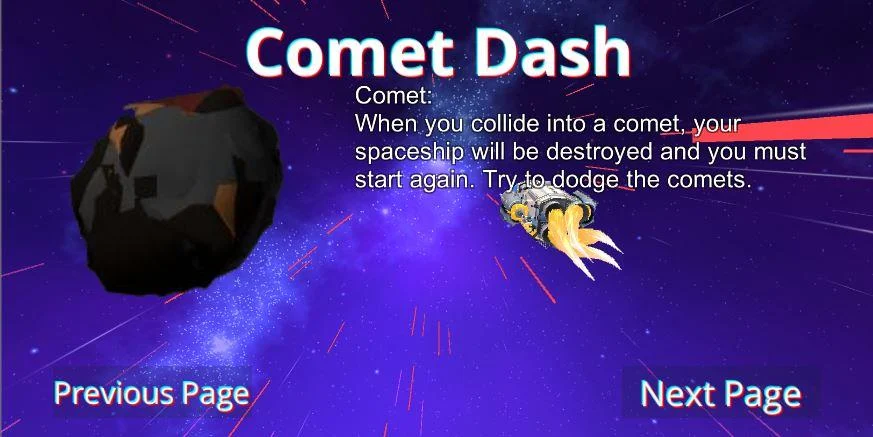 Comet Dash
Comet:
When you collide into a comet, your
spaceship will be destroyed and you must
start again. Try to dodge the comets.
Previous Page
Next Page